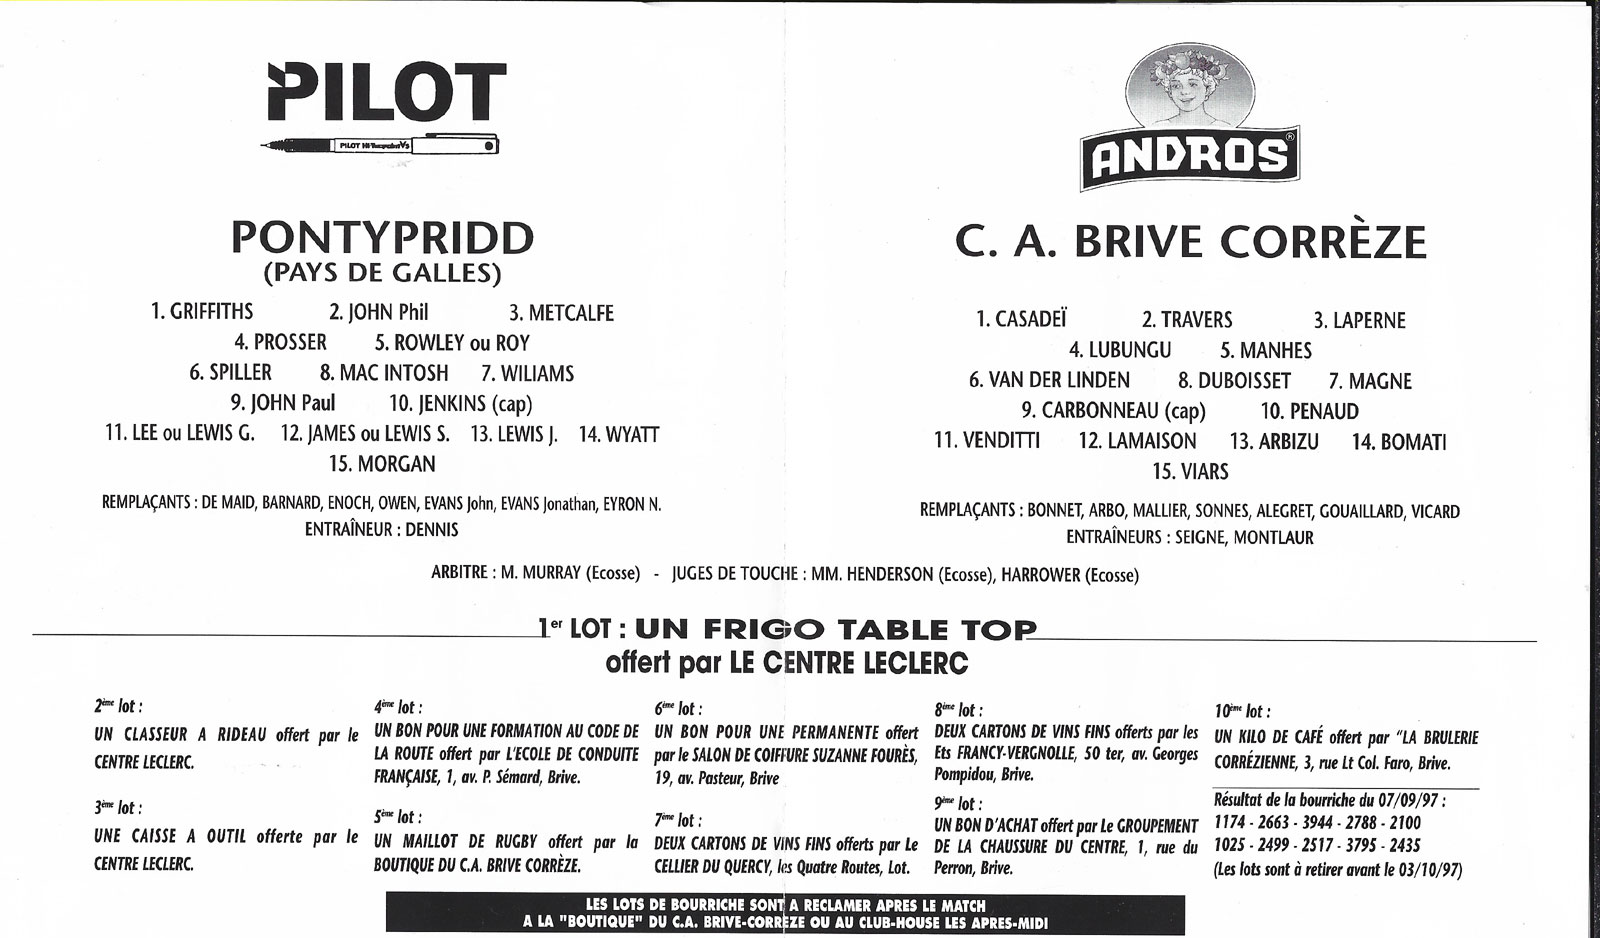 PILOT
PILOT Hi-Tecpoint V5
PONTYPRIDD
(PAYS DE GALLES)
1. GRIFFITHS 2. JOHN Phil 3. METCALFE
4. PROSSER 5. ROWLEY ou ROY
6. SPILLER 8. MAC INTOSH 7. WILIAMS
9. JOHN Paul 10. JENKINS (cap)
11. LEE ou LEWIS G. 12. JAMES ou LEWIS S. 13. LEWIS J. 14. WYATT
15. MORGAN
REMPLAÇANTS : DE MAID, BARNARD, ENOCH, OWEN, EVANS John, EVANS Jonathan, EYRON N.
ENTRAÎNEUR : DENNIS
ANDROS®
C. A. BRIVE CORRÈZE
1. CASADEÏ 2. TRAVERS 3. LAPERNE
4. LUBUNGU 5. MANHES
6. VAN DER LINDEN 8. DUBOISSET 7. MAGNE
9. CARBONNEAU (cap) 10. PENAUD
11. VENDITTI 12. LAMAISON 13. ARBIZU 14. BOMATI
15. VIARS
REMPLAÇANTS : BONNET, ARBO, MALLIER, SONNES, ALEGRET, GOUAILLARD, VICARD
ENTRAÎNEURS : SEIGNE, MONTLAUR
ARBITRE : M. MURRAY (Ecosse) - JUGES DE TOUCHE : MM. HENDERSON (Ecosse), HARROWER (Ecosse)
1er LOT : UN FRIGO TABLE TOP
offert par LE CENTRE LECLERC
2ème lot :
UN CLASSEUR A RIDEAU offert par le
CENTRE LECLERC.
3ème lot :
UNE CAISSE A OUTIL offerte par le
CENTRE LECLERC.
4ème lot :
UN BON POUR UNE FORMATION AU CODE DE
LA ROUTE offert par L'ECOLE DE CONDUITE
FRANÇAISE, 1, av. P. Sémard, Brive.
5ème lot :
UN MAILLOT DE RUGBY offert par la
BOUTIQUE DU C.A. BRIVE CORRÈZE.
6ème lot :
UN BON POUR UNE PERMANENTE offert
par le SALON DE COIFFURE SUZANNE FOURÈS,
19, av. Pasteur, Brive
7ème lot :
DEUX CARTONS DE VINS FINS offerts par Le
CELLIER DU QUERCY, les Quatre Routes, Lot.
8ème lot :
DEUX CARTONS DE VINS FINS offerts par les
Ets FRANCY-VERGNOLLE, 50 ter, av. Georges
Pompidou, Brive.
9ème lot :
UN BON D'ACHAT offert par Le GROUPEMENT
DE LA CHAUSSURE DU CENTRE, 1, rue du
Perron, Brive.
10ème lot :
UN KILO DE CAFÉ offert par "LA BRULERIE
CORRÉZIENNE, 3, rue Lt Col. Faro, Brive.
Résultat de la bourriche du 07/09/97 :
1174 - 2663 - 3944 - 2788 - 2100
1025 - 2499 - 2517 - 3795 - 2435
(Les lots sont à retirer avant le 03/10/97)
LES LOTS DE BOURRICHE SONT A RECLAMER APRES LE MATCH
A LA "BOUTIQUE" DU C.A. BRIVE-CORREZE OU AU CLUB-HOUSE LES APRES-MIDI